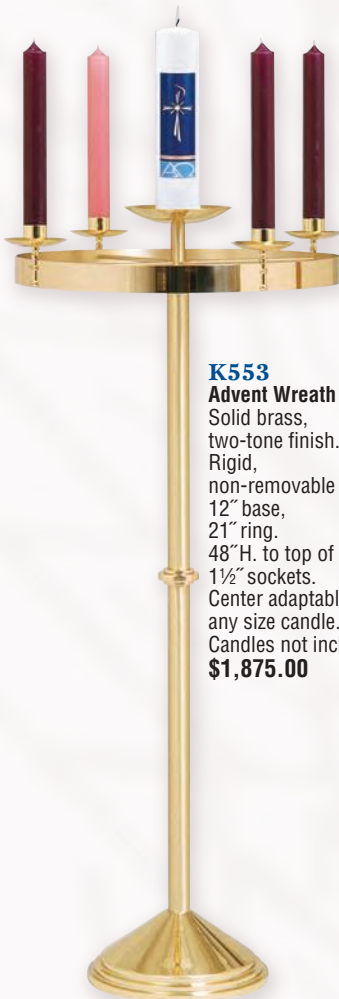 K553
Advent Wreath
Solid brass,
two-tone finish.
Rigid,
non-removable
12˝ base,
21˝ ring.
48˝H. to top of
1½˝ sockets.
Center
any size candle.
Candles not
$1,875.00